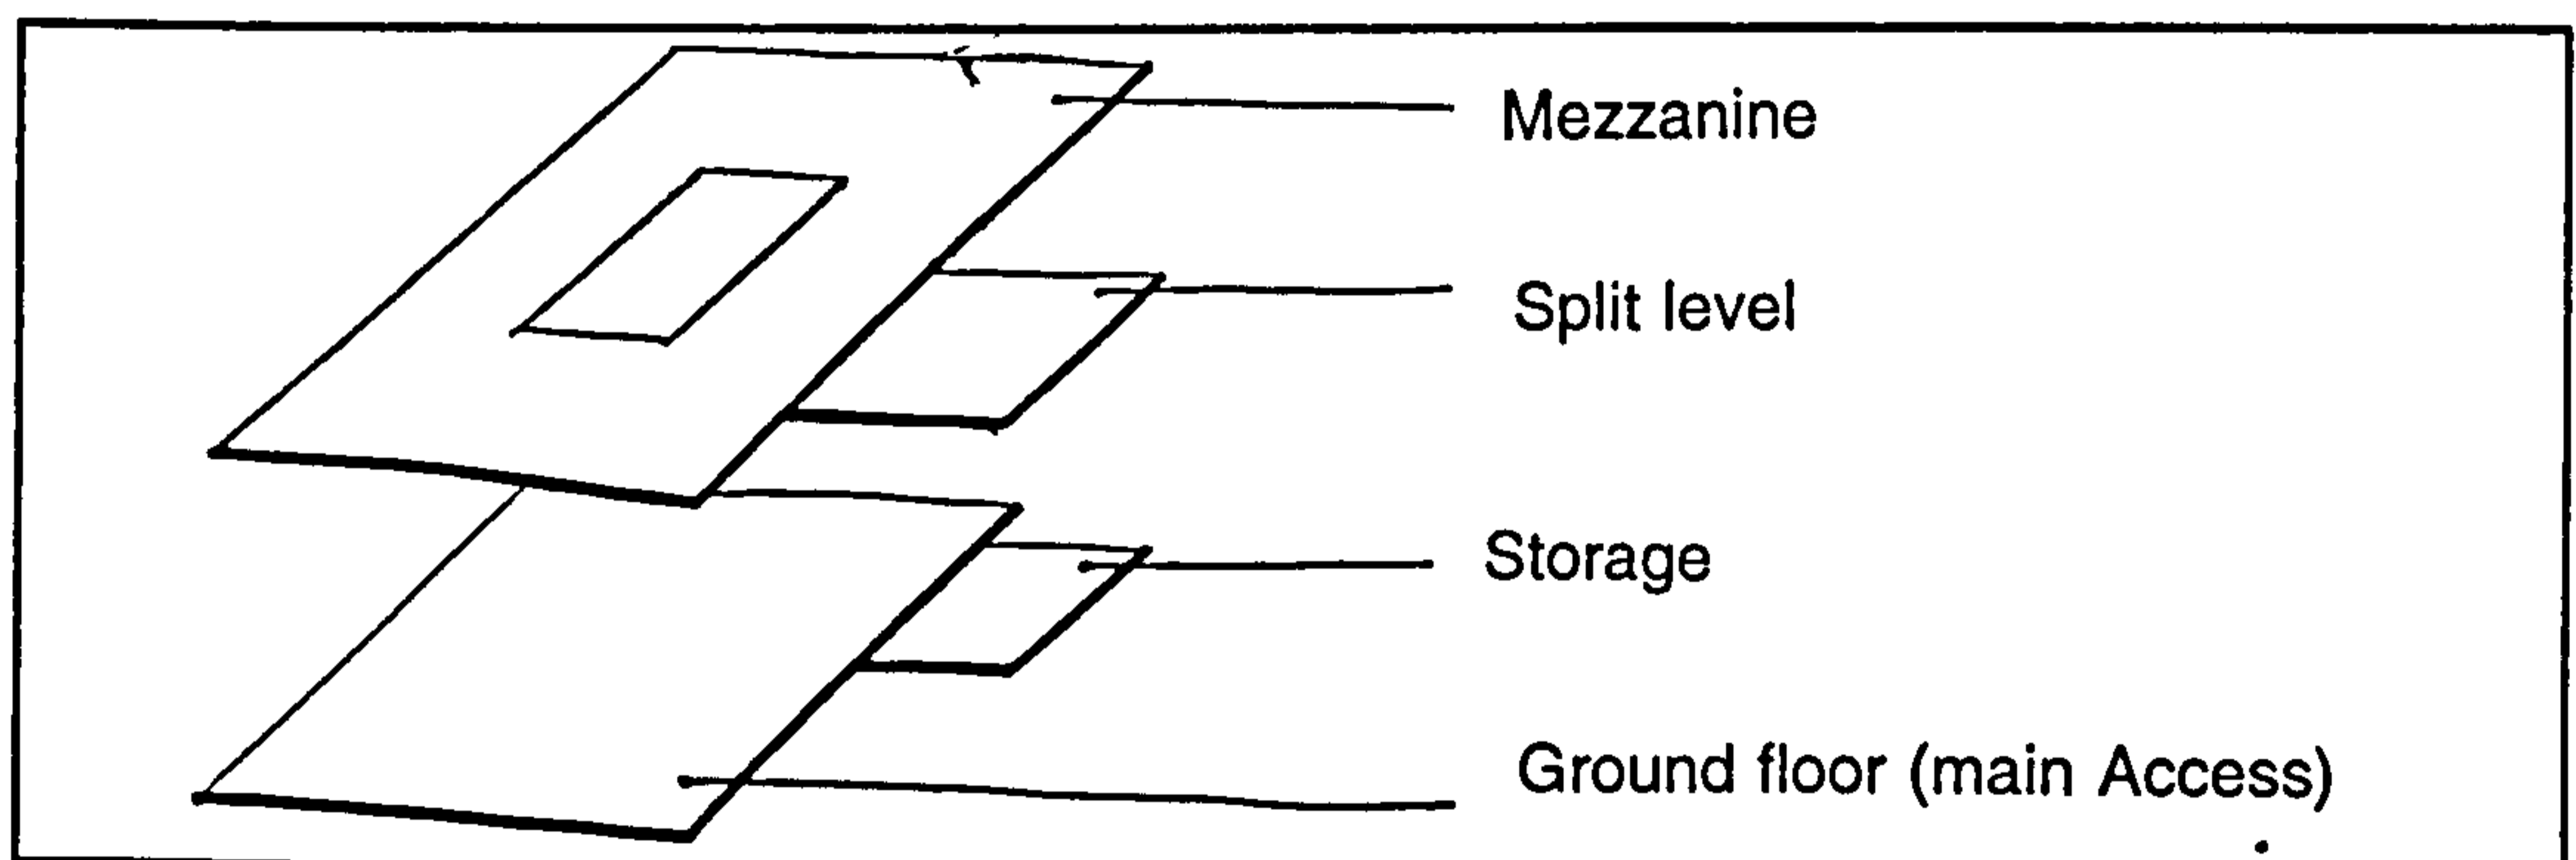 Mezzanine
Split level
Storage
Ground floor (main Access)